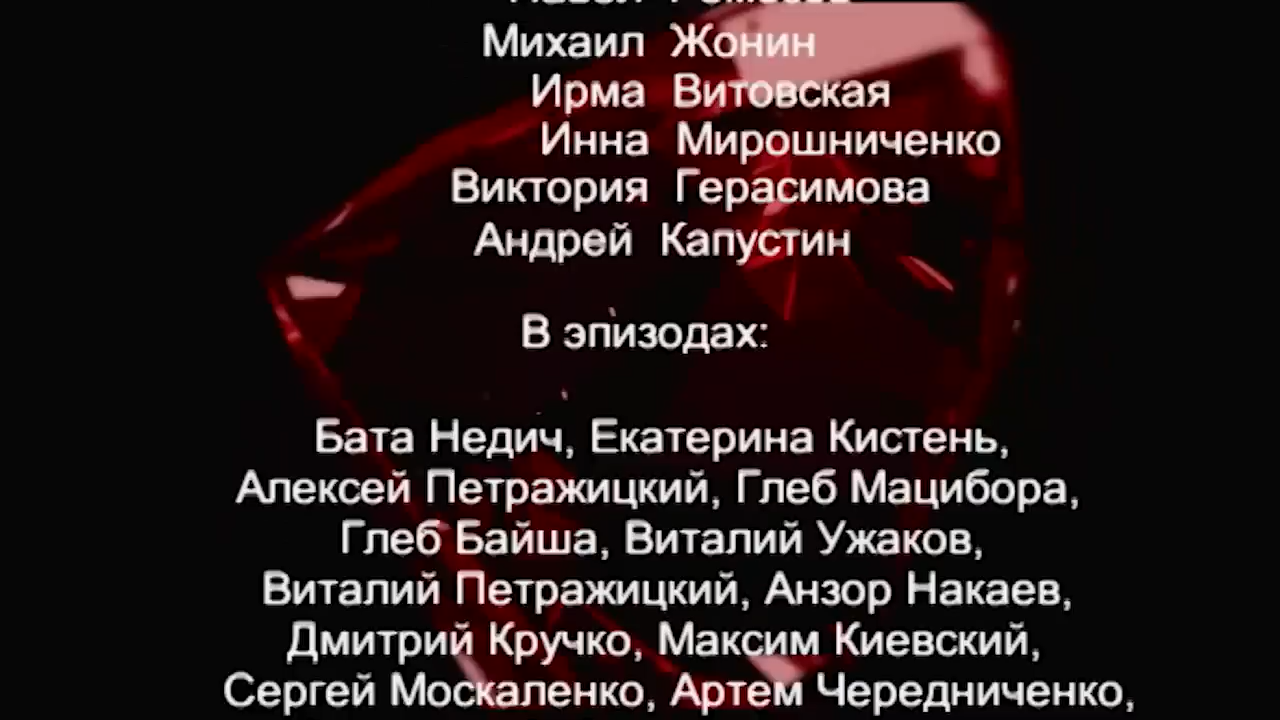 Михаил Жонин
Ирма Витовская
Инна Мирошниченко
Виктория Герасимова
Андрей Капустин
В эпизодах:
Бата Недич, Екатерина Кистень,
Алексей Петражицкий, Глеб Мацибора,
Глеб Байша, Виталий Ужаков,
Виталий Петражицкий, Анзор Накаев,
Дмитрий Кручко, Максим Киевский,
Сергей Москаленко, Артем Чередниченко,